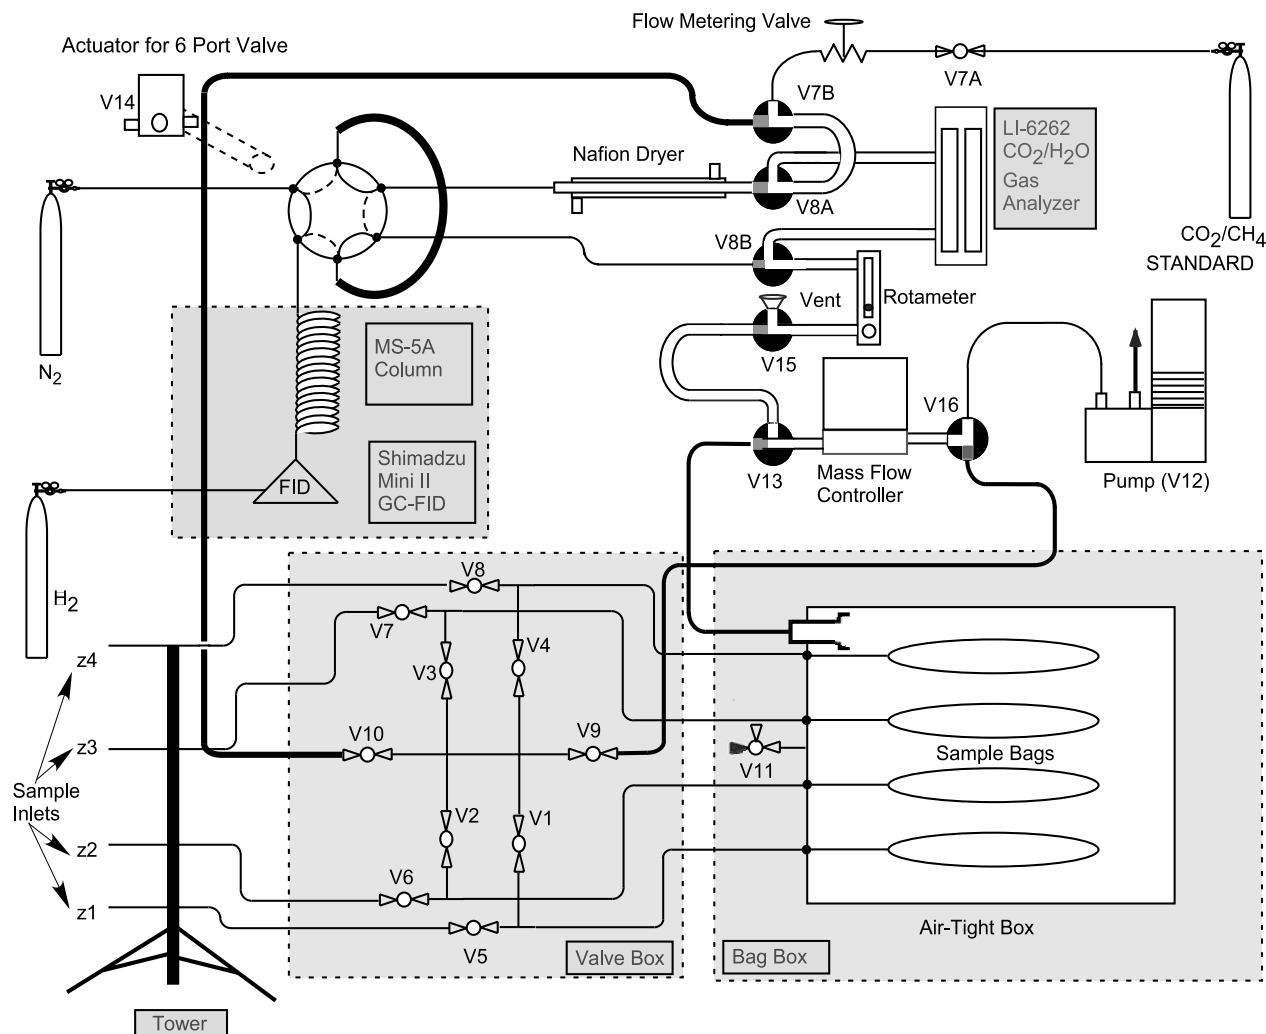 Flow Metering Valve
Actuator for 6 Port Valve
V7A
V14
V7B
LI-6262
CO2/H2O
Gas
Analyzer
Nafion Dryer
V8A
CO2/CH4
STANDARD
V8B
Vent
Rotameter
N2
MS-5A
Column
V15
V16
Shimadzu
Mini II
GC-FID
FID
V13
Mass Flow
Controller
Pump (V12)
H2
V8
V7
V4
V3
z4
z3
V10
V9
V11
Sample Bags
Sample
Inlets
V2
V1
z2
V6
z1
V5
Air-Tight Box
Valve Box
Bag Box
Tower